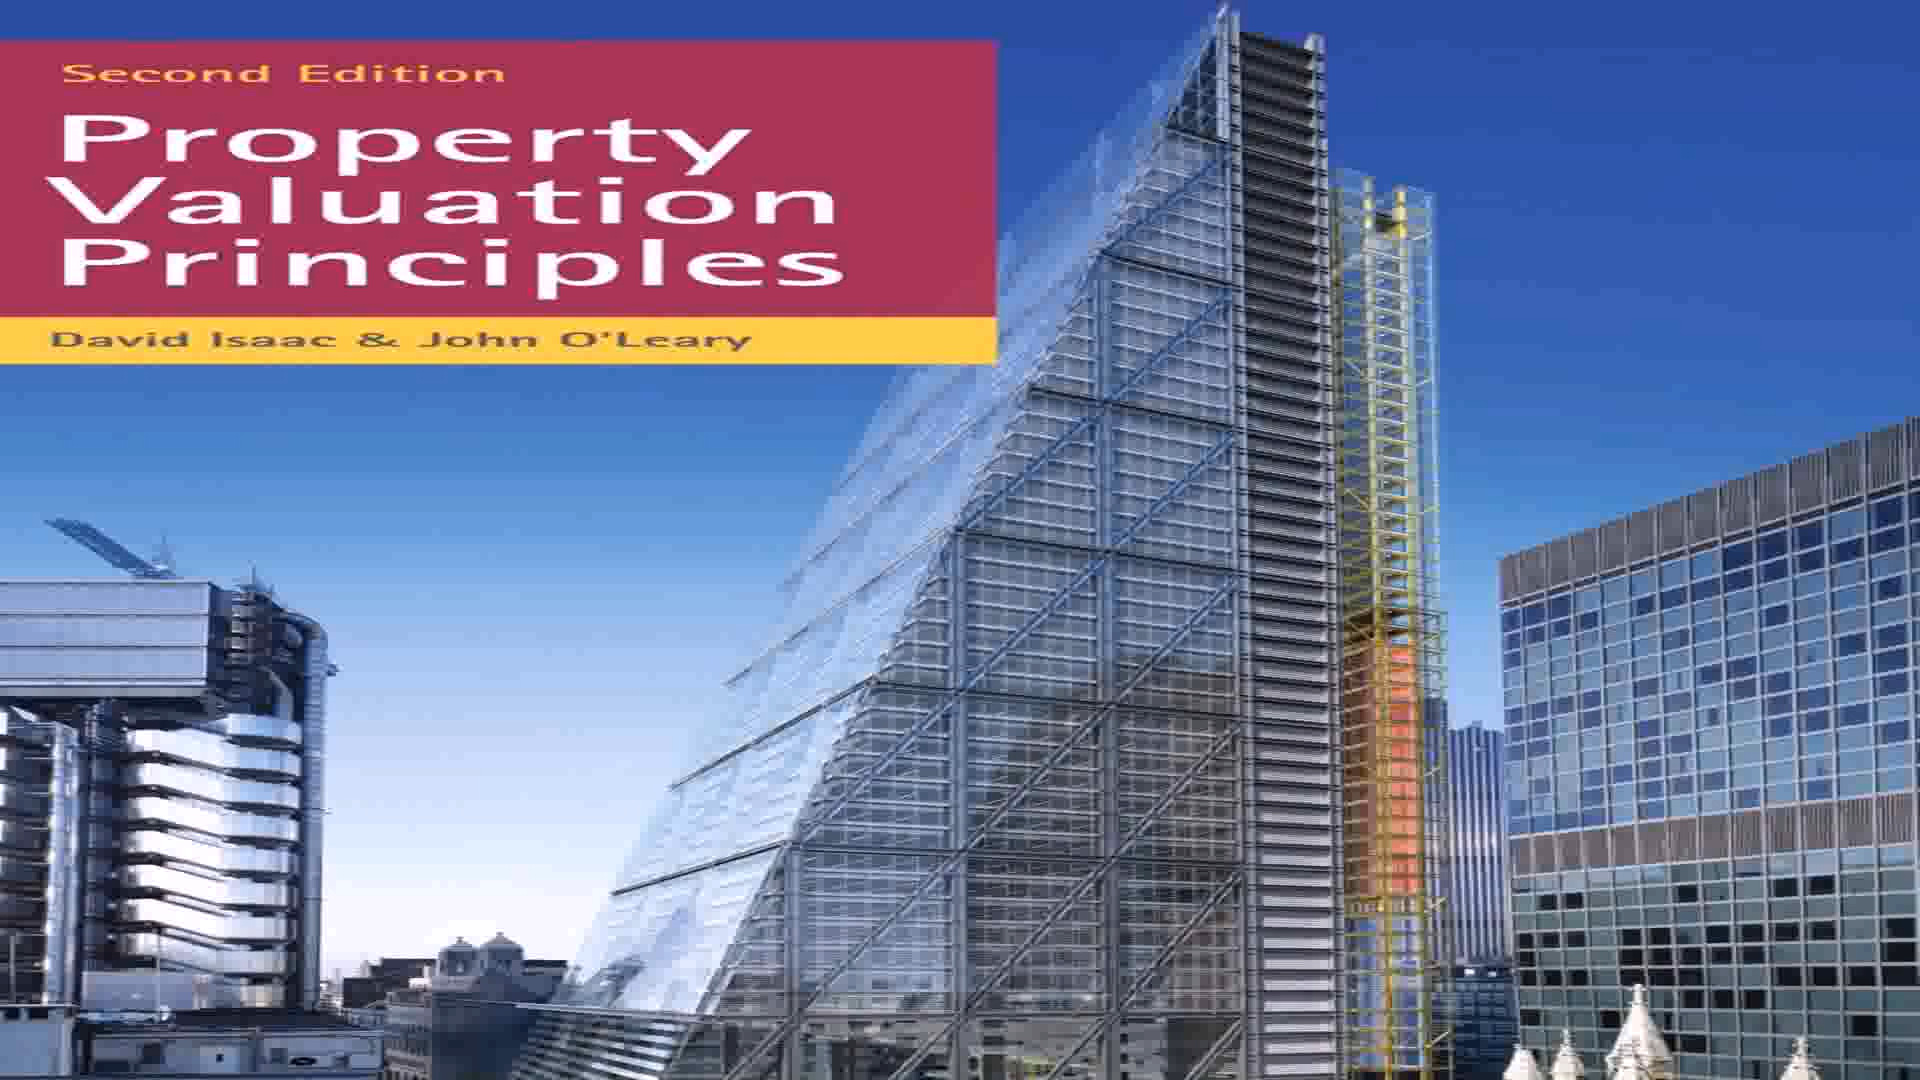 Second Edition
Property
Valuation
Principles
David Isaac & John O'Leary